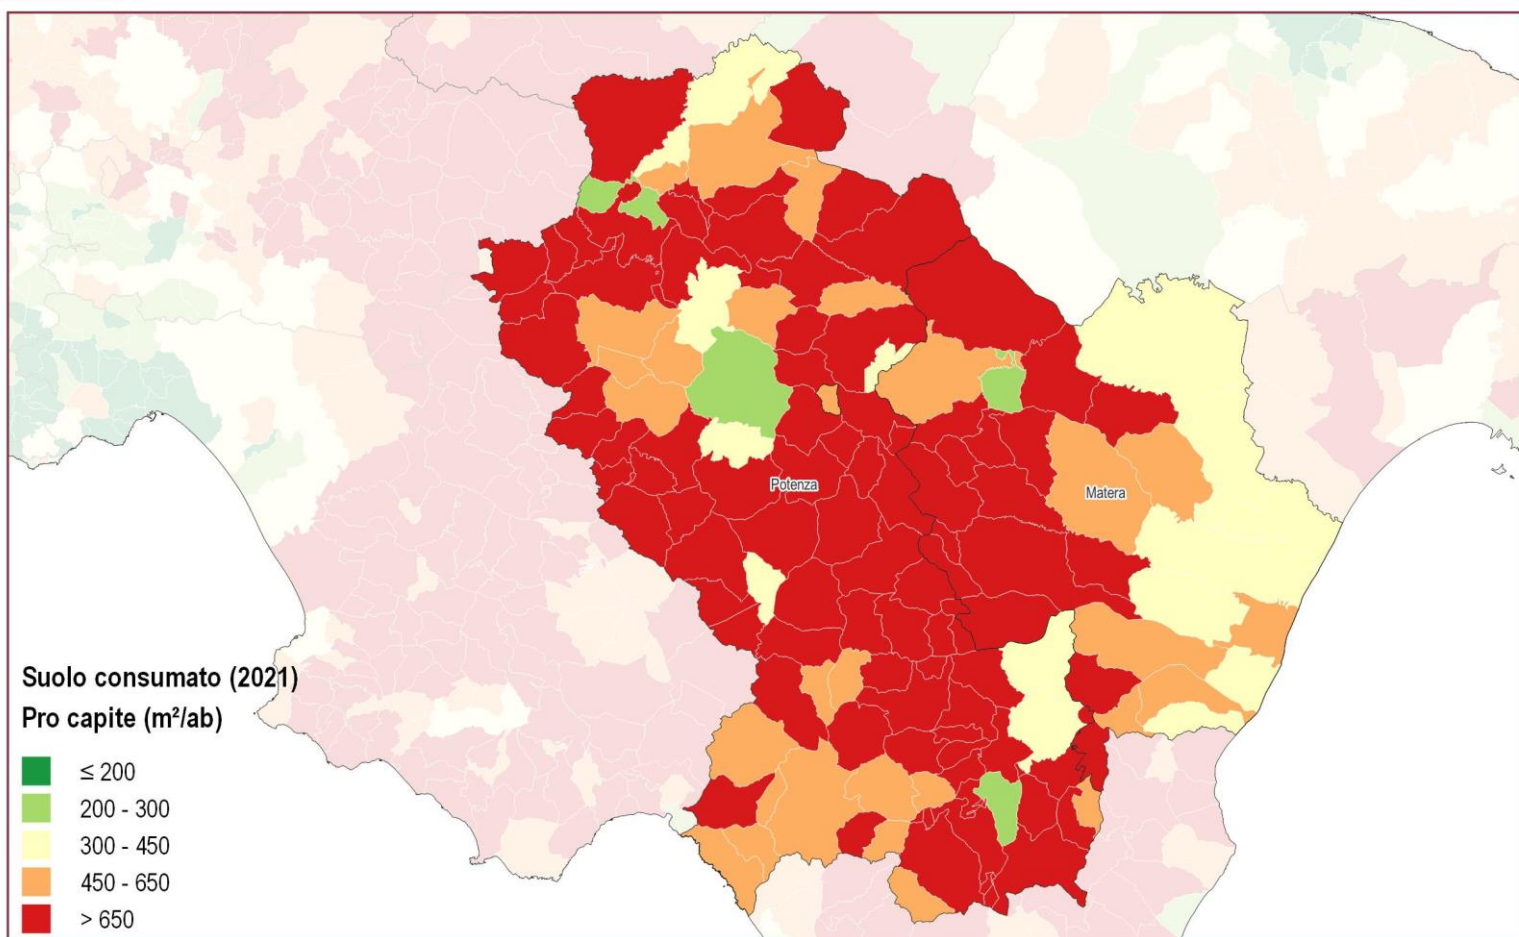 Potenza
Matera
Suolo consumato (2021)
Pro capite (m²/ab)
≤ 200
200 - 300
300 - 450
450 - 650
> 650